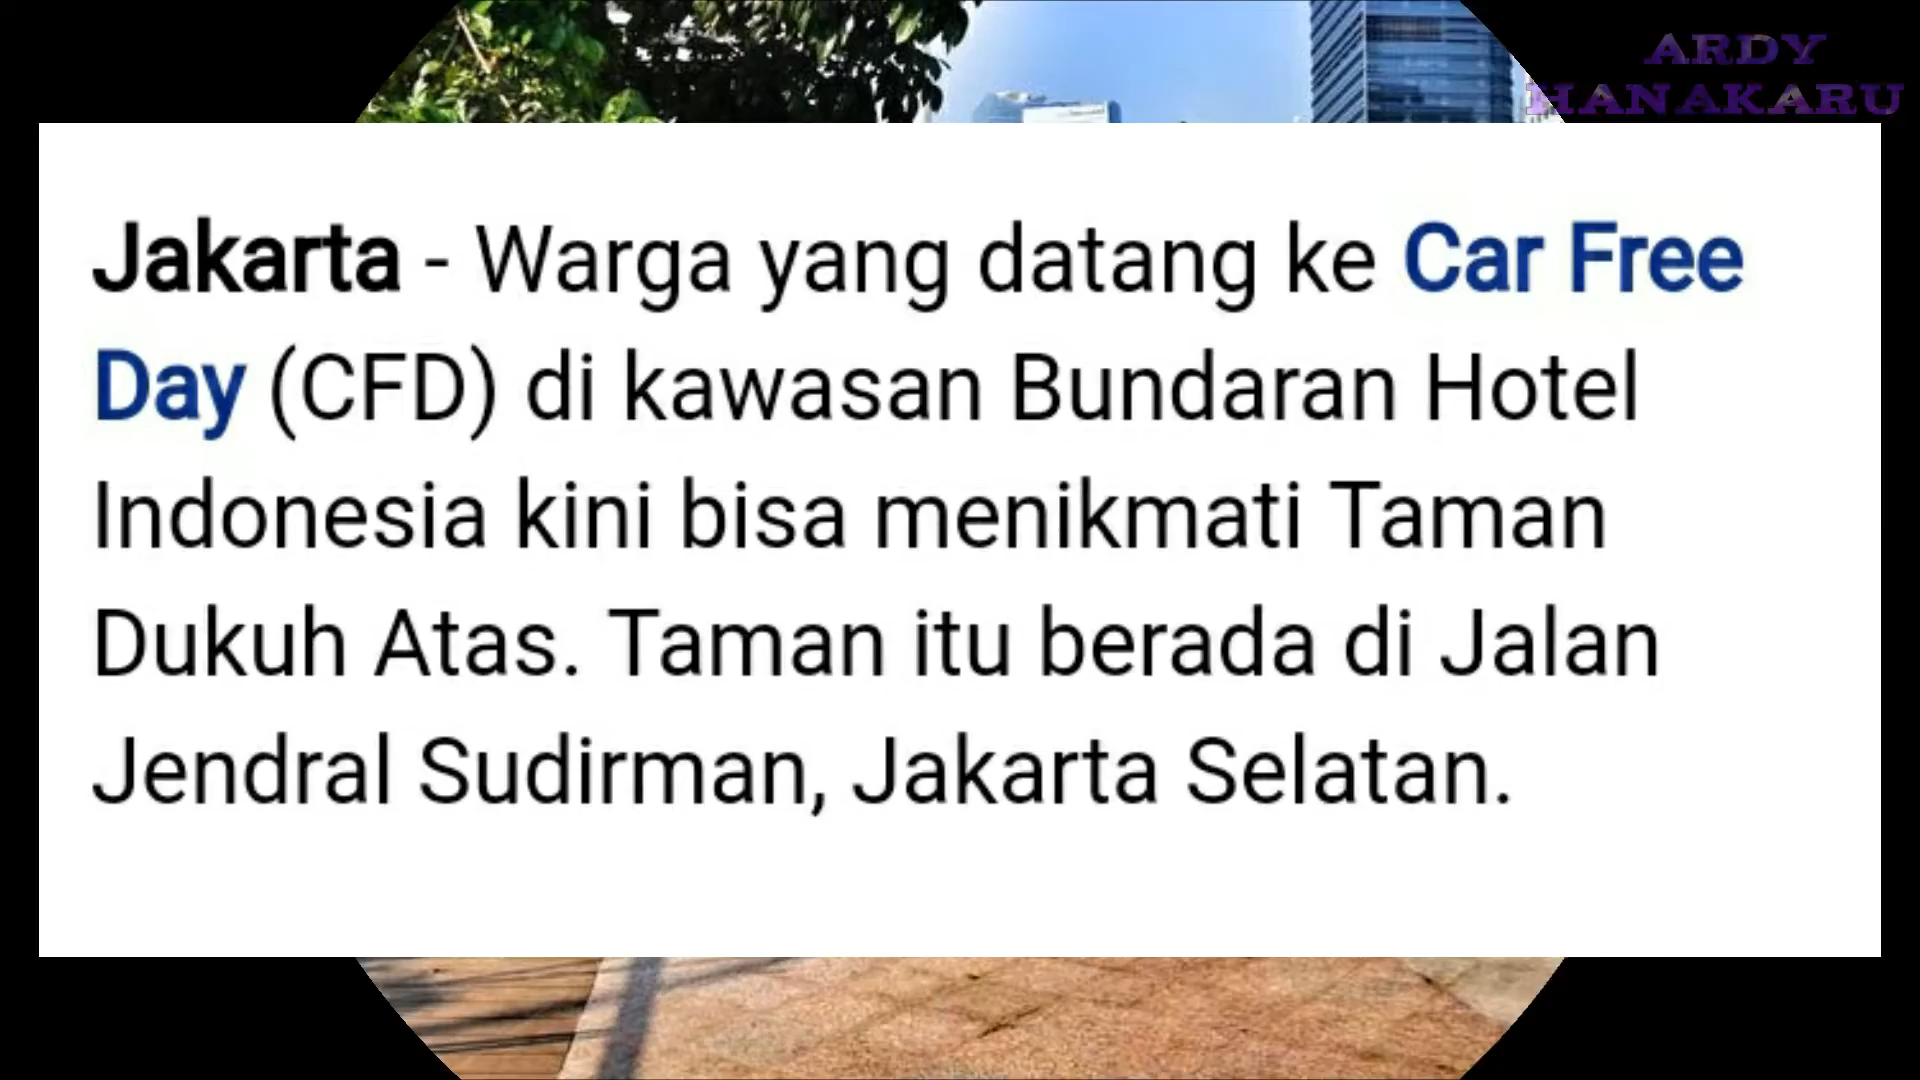 ARDY
HANAKARU
Jakarta - Warga yang datang ke Car Free
Day (CFD) di kawasan Bundaran Hotel
Indonesia kini bisa menikmati Taman
Dukuh Atas. Taman itu berada di Jalan
Jendral Sudirman, Jakarta Selatan.